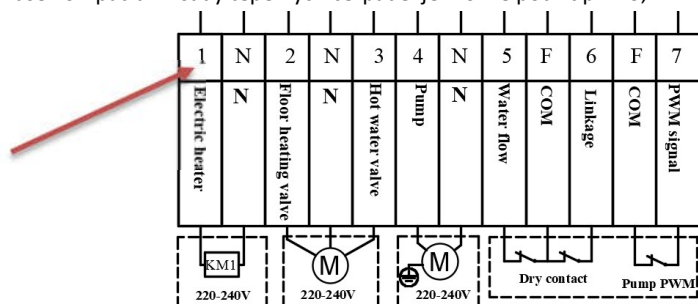 1 N 2 N 3 4 N 5 F 6 F 7
Electric heater
N
Floor heating valve
N
Hot water valve
Pump
N
Water flow
COM
Linkage
COM
PWM signal
KM1
M
M
220-240V
220-240V
220-240V
Dry contact
Pump PWM